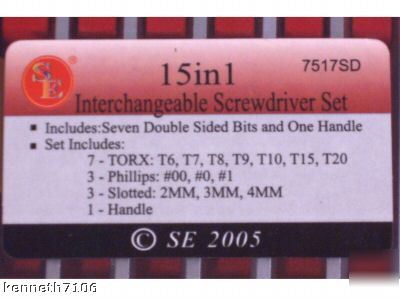 SE
15in1
7517SD
Interchangeable Screwdriver Set
Includes:Seven Double Sided Bits and One Handle
Set Includes:
7 - TORX: T6, T7, T8, T9, T10, T15, T20
3 - Phillips: #00, #0, #1
3 - Slotted: 2MM, 3MM, 4MM
1 - Handle
© SE 2005
kenneth7106